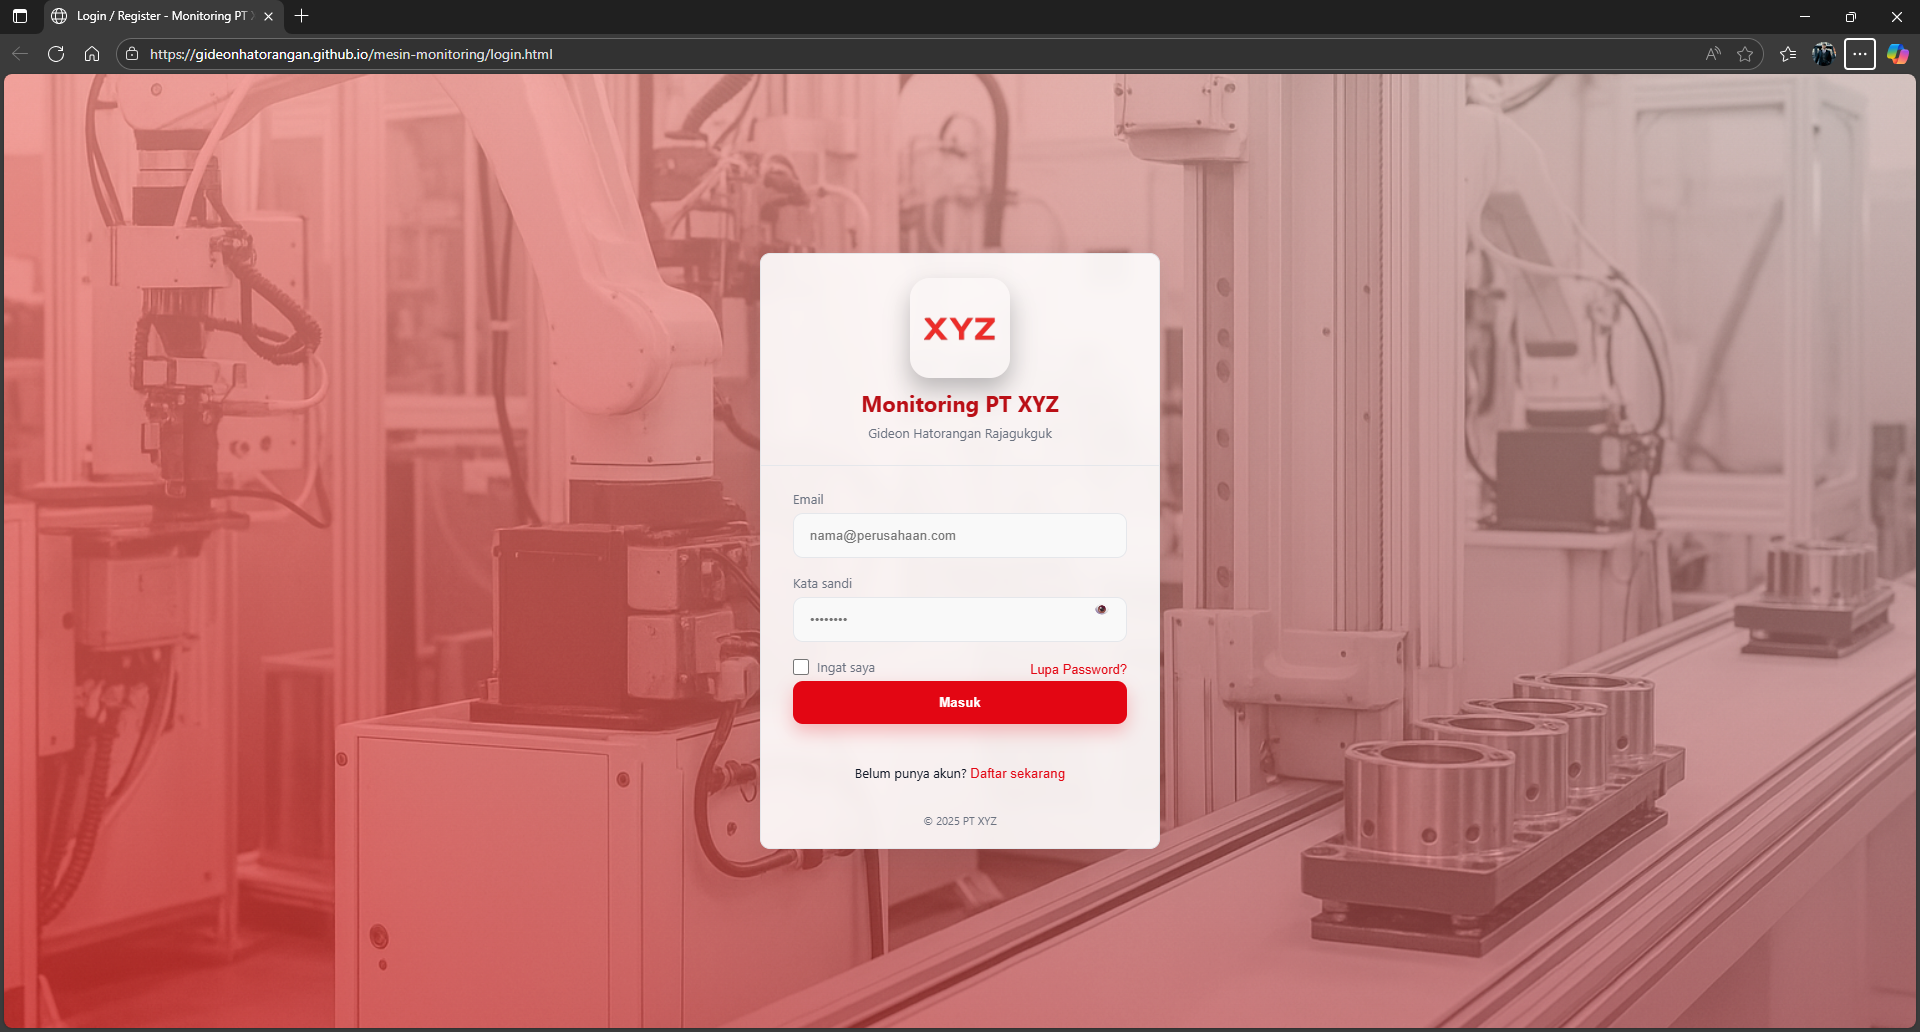 Login / Register - Monitoring PT
https://gideonhatorangan.github.io/mesin-monitoring/login.html
XYZ
Monitoring PT XYZ
Gideon Hatorangan Rajagukguk
Email
nama@perusahaan.com
Kata sandi
Ingat saya
Lupa Password?
Masuk
Belum punya akun? Daftar sekarang
© 2025 PT XYZ